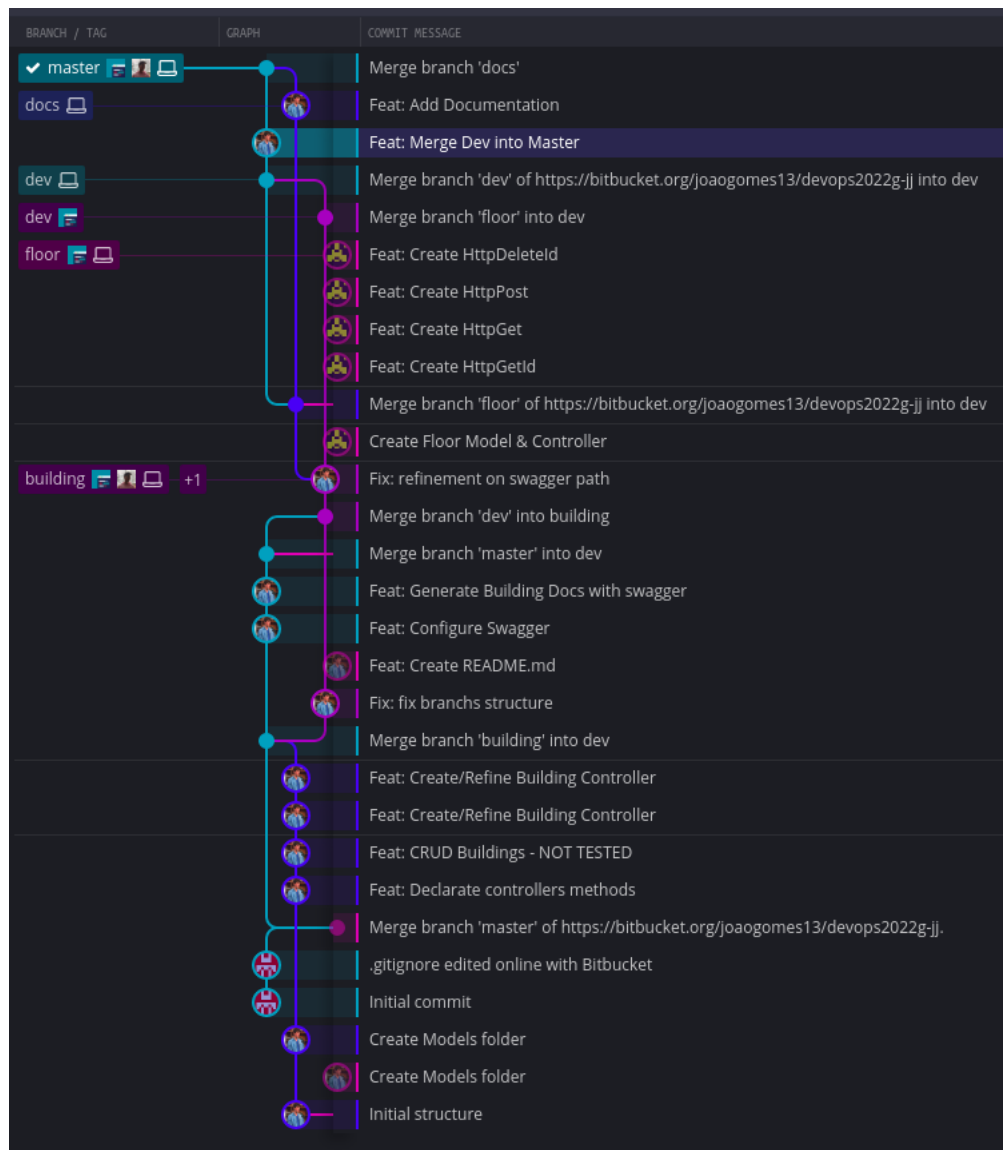 BRANCH / TAG GRAPH COMMIT MESSAGE
master Merge branch 'docs'
docs Feat: Add Documentation
Feat: Merge Dev into Master
dev Merge branch 'dev' of https://bitbucket.org/joaogomes13/devops2022g-jj into dev
dev Merge branch 'floor' into dev
floor Feat: Create HttpDeleteId
Feat: Create HttpPost
Feat: Create HttpGet
Feat: Create HttpGetId
Merge branch 'floor' of https://bitbucket.org/joaogomes13/devops2022g-jj into dev
Create Floor Model & Controller
building +1 Fix: refinement on swagger path
Merge branch 'dev' into building
Merge branch 'master' into dev
Feat: Generate Building Docs with swagger
Feat: Configure Swagger
Feat: Create README.md
Fix: fix branchs structure
Merge branch 'building' into dev
Feat: Create/Refine Building Controller
Feat: Create/Refine Building Controller
Feat: CRUD Buildings - NOT TESTED
Feat: Declarate controllers methods
Merge branch 'master' of https://bitbucket.org/joaogomes13/devops2022g-jj.
.gitignore edited online with Bitbucket
Initial commit
Create Models folder
Create Models folder
Initial structure